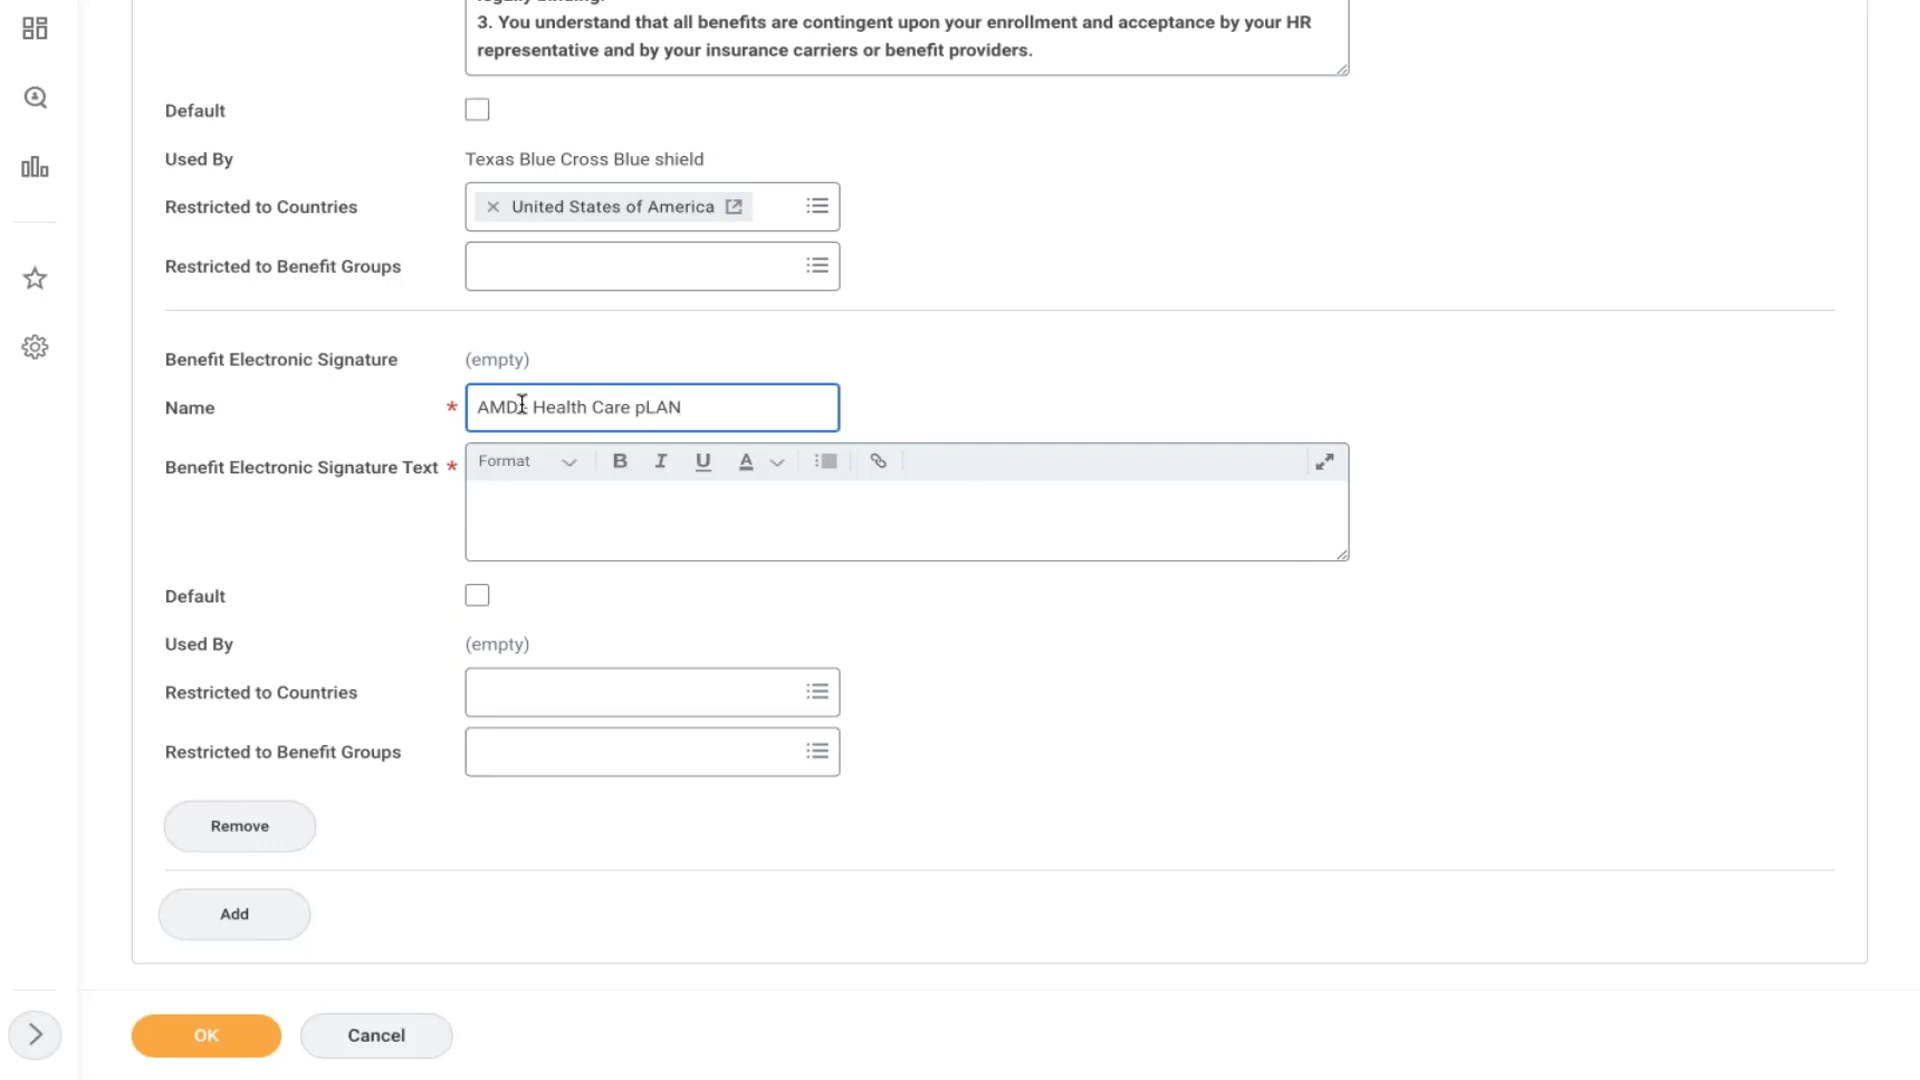 3. You understand that all benefits are contingent upon your enrollment and acceptance by your HR
representative and by your insurance carriers or benefit providers.
Default
Used By Texas Blue Cross Blue shield
Restricted to Countries × United States of America
Restricted to Benefit Groups
Benefit Electronic Signature (empty)
Name * Health Care pLAN
Benefit Electronic Signature Text * Format B I U A
Default
Used By (empty)
Restricted to Countries
Restricted to Benefit Groups
Remove
Add
OK Cancel